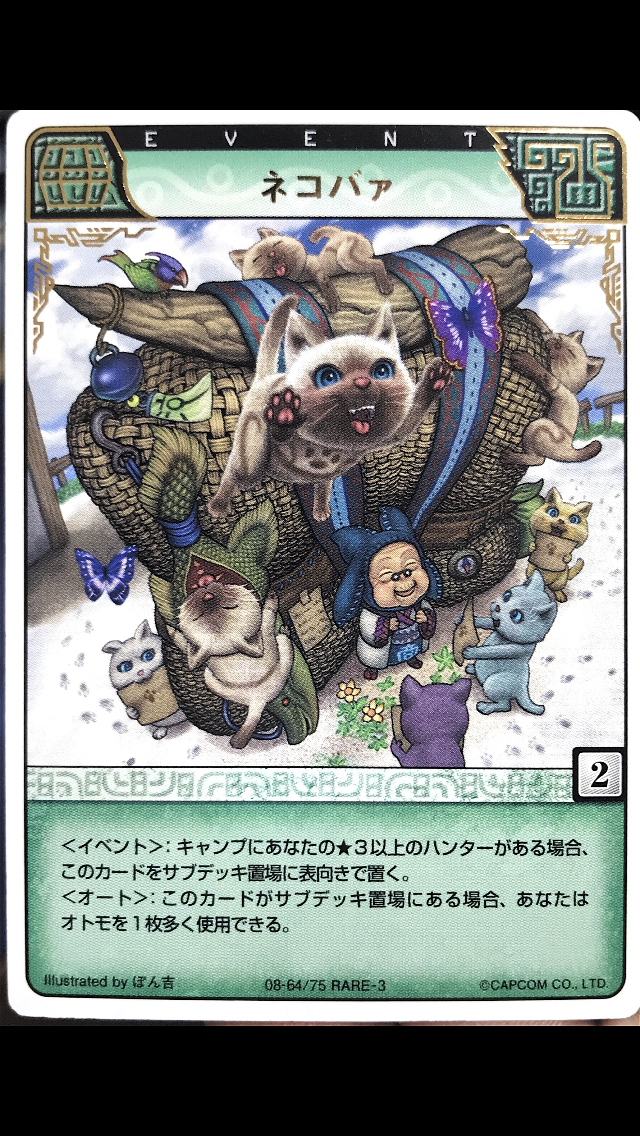 EVENT
ネコバァ
2
<イベント>：キャンプにあなたの★3以上のハンターがある場合、
このカードをサブデッキ置場に表向きで置く。
<オート>：このカードがサブデッキ置場にある場合、あなたは
オトモを1枚多く使用できる。
Illustrated by ぽん吉
08-64/75 RARE-3
©CAPCOM CO., LTD.